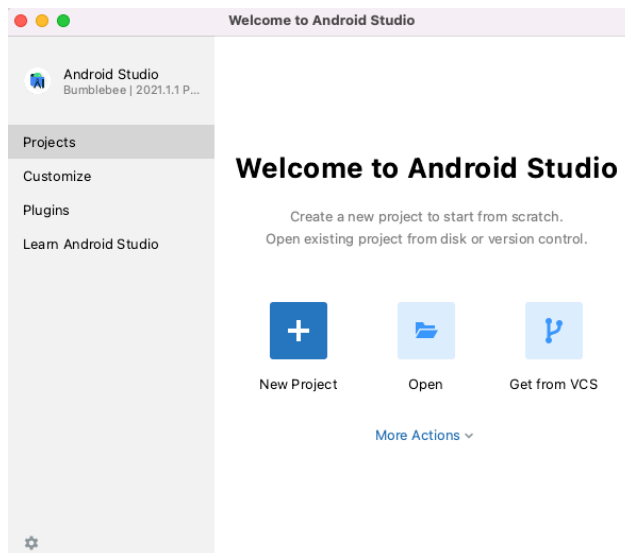 Welcome to Android Studio
Android Studio
Bumblebee | 2021.1.1 P...
Projects
Customize
Plugins
Learn Android Studio
Welcome to Android Studio
Create a new project to start from scratch.
Open existing project from disk or version control.
New Project
Open
Get from VCS
More Actions